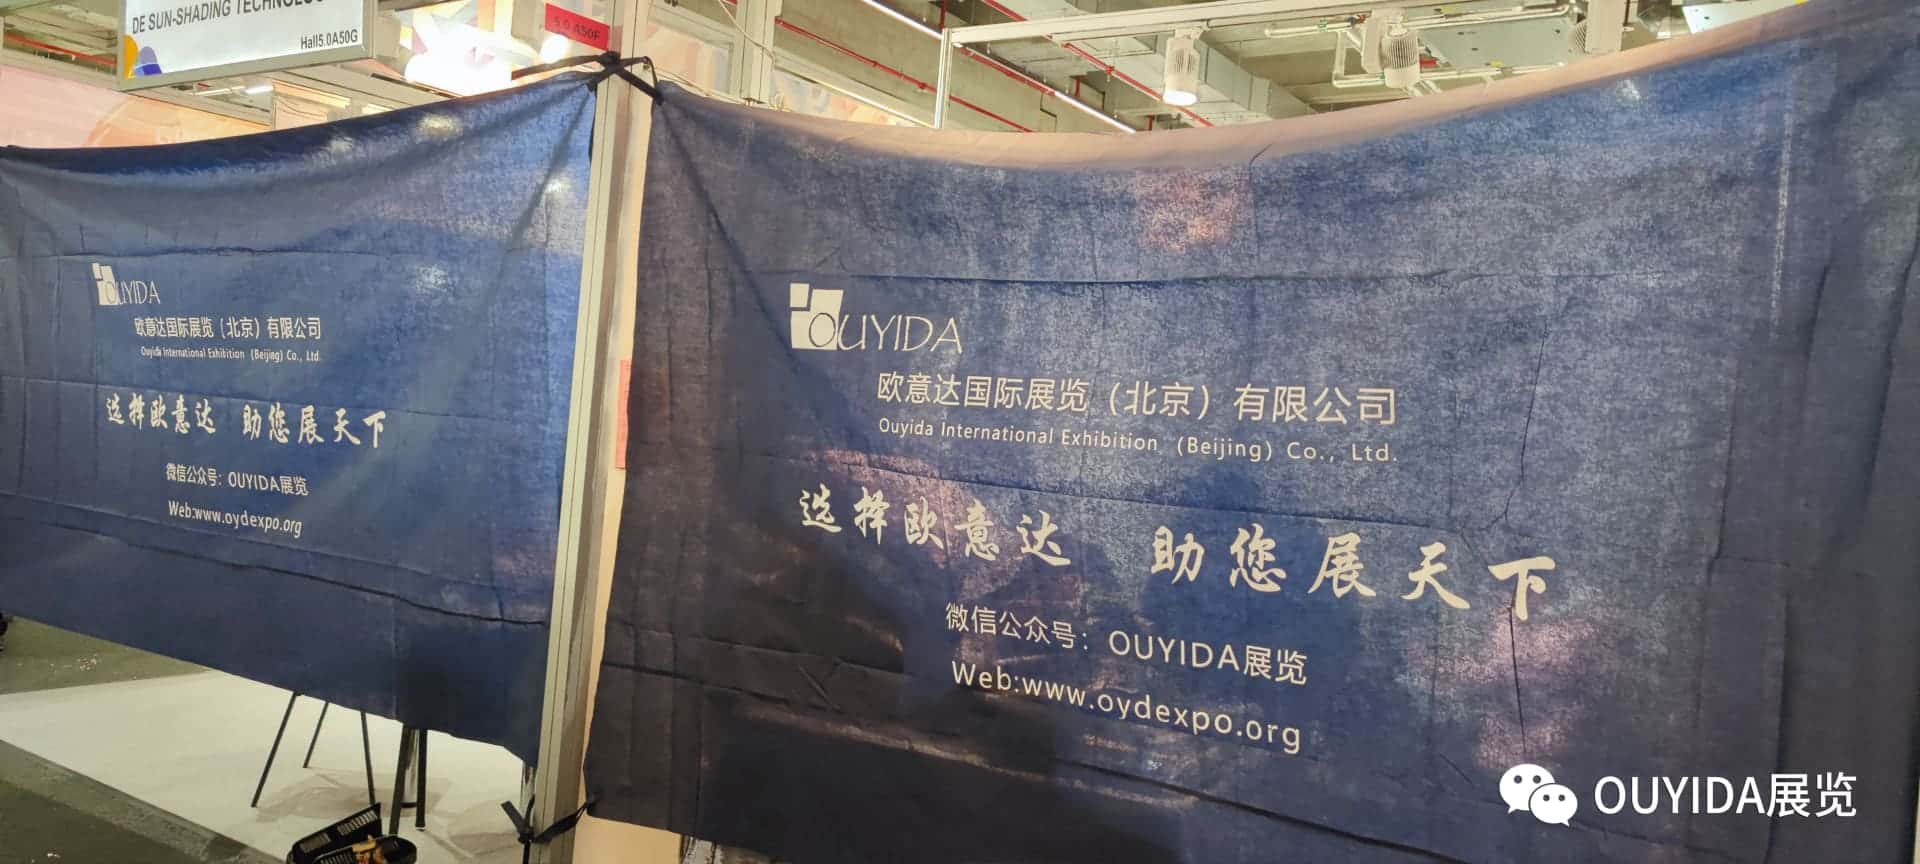 DE SUN-SHADING TECHNOLO
Hall5.0A50G
5.0 A50F
OUYIDA
欧意达国际展览（北京）有限公司
Ouyida International Exhibition (Beijing) Co., Ltd.
选择欧意达 助您展天下
微信公众号：OUYIDA展览
Web:www.oydexpo.org
OUYIDA
欧意达国际展览（北京）有限公司
Ouyida International Exhibition (Beijing) Co., Ltd.
选择欧意达 助您展天下
微信公众号：OUYIDA展览
Web:www.oydexpo.org
OUYIDA展览